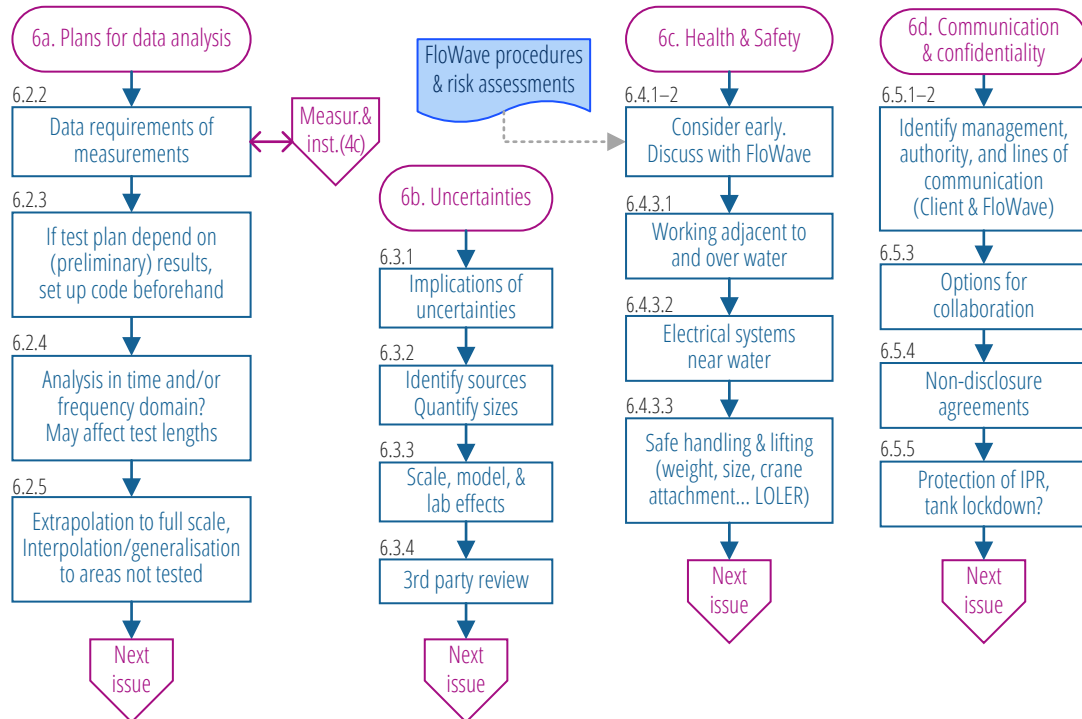 6a. Plans for data analysis
6.2.2
Data requirements of
measurements
Measur.&
inst.(4c)
6.2.3
If test plan depend on
(preliminary) results,
set up code beforehand
6.2.4
Analysis in time and/or
frequency domain?
May affect test lengths
6.2.5
Extrapolation to full scale,
Interpolation/generalisation
to areas not tested
Next
issue
6b. Uncertainties
6.3.1
Implications of
uncertainties
6.3.2
Identify sources
Quantify sizes
6.3.3
Scale, model, &
lab effects
6.3.4
3rd party review
Next
issue
FloWave procedures
& risk assessments
6c. Health & Safety
6.4.1–2
Consider early.
Discuss with FloWave
6.4.3.1
Working adjacent to
and over water
6.4.3.2
Electrical systems
near water
6.4.3.3
Safe handling & lifting
(weight, size, crane
attachment... LOLER)
Next
issue
6d. Communication
& confidentiality
6.5.1–2
Identify management,
authority, and lines of
communication
(Client & FloWave)
6.5.3
Options for
collaboration
6.5.4
Non-disclosure
agreements
6.5.5
Protection of IPR,
tank lockdown?
Next
issue